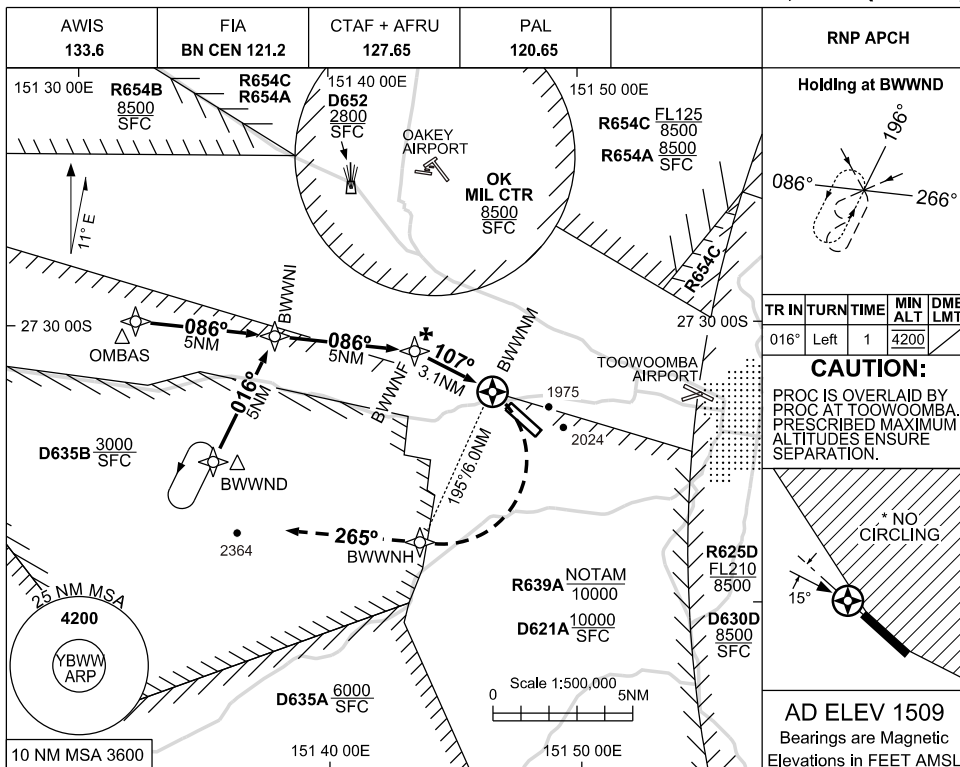 AWIS
133.6
FIA
BN CEN 121.2
CTAF + AFRU
127.65
PAL
120.65
RNP APCH
151 30 00E
R654B
8500
SFC
R654C
R654A
151 40 00E
D652
2800
SFC
OAKEY
AIRPORT
OK
MIL CTR
8500
SFC
151 50 00E
R654C FL125
8500
R654A 8500
SFC
R654C
Holding at BWWND
196°
086°
266°
TR IN TURN TIME MIN ALT DME LMT
016° Left 1 4200
CAUTION:
PROC IS OVERLAID BY
PROC AT TOOWOOMBA.
PRESCRIBED MAXIMUM
ALTITUDES ENSURE
SEPARATION.
11° E
27 30 00S
OMBAS
086°
5NM
BWWNI
086°
5NM
BWWNF
107°
3.1NM
BWWNM
27 30 00S
TOOWOOMBA
AIRPORT
1975
2024
016°
5NM
D635B 3000
SFC
BWWND
195°/6.0NM
2364
265°
BWWNH
R625D
FL210
8500
D630D
8500
SFC
R639A NOTAM
10000
D621A 10000
SFC
25 NM MSA
4200
YBWW
ARP
D635A 6000
SFC
Scale 1:500,000
0 5NM
10 NM MSA 3600
151 40 00E
151 50 00E
* NO
CIRCLING
15°
AD ELEV 1509
Bearings are Magnetic
Elevations in FEET AMSL